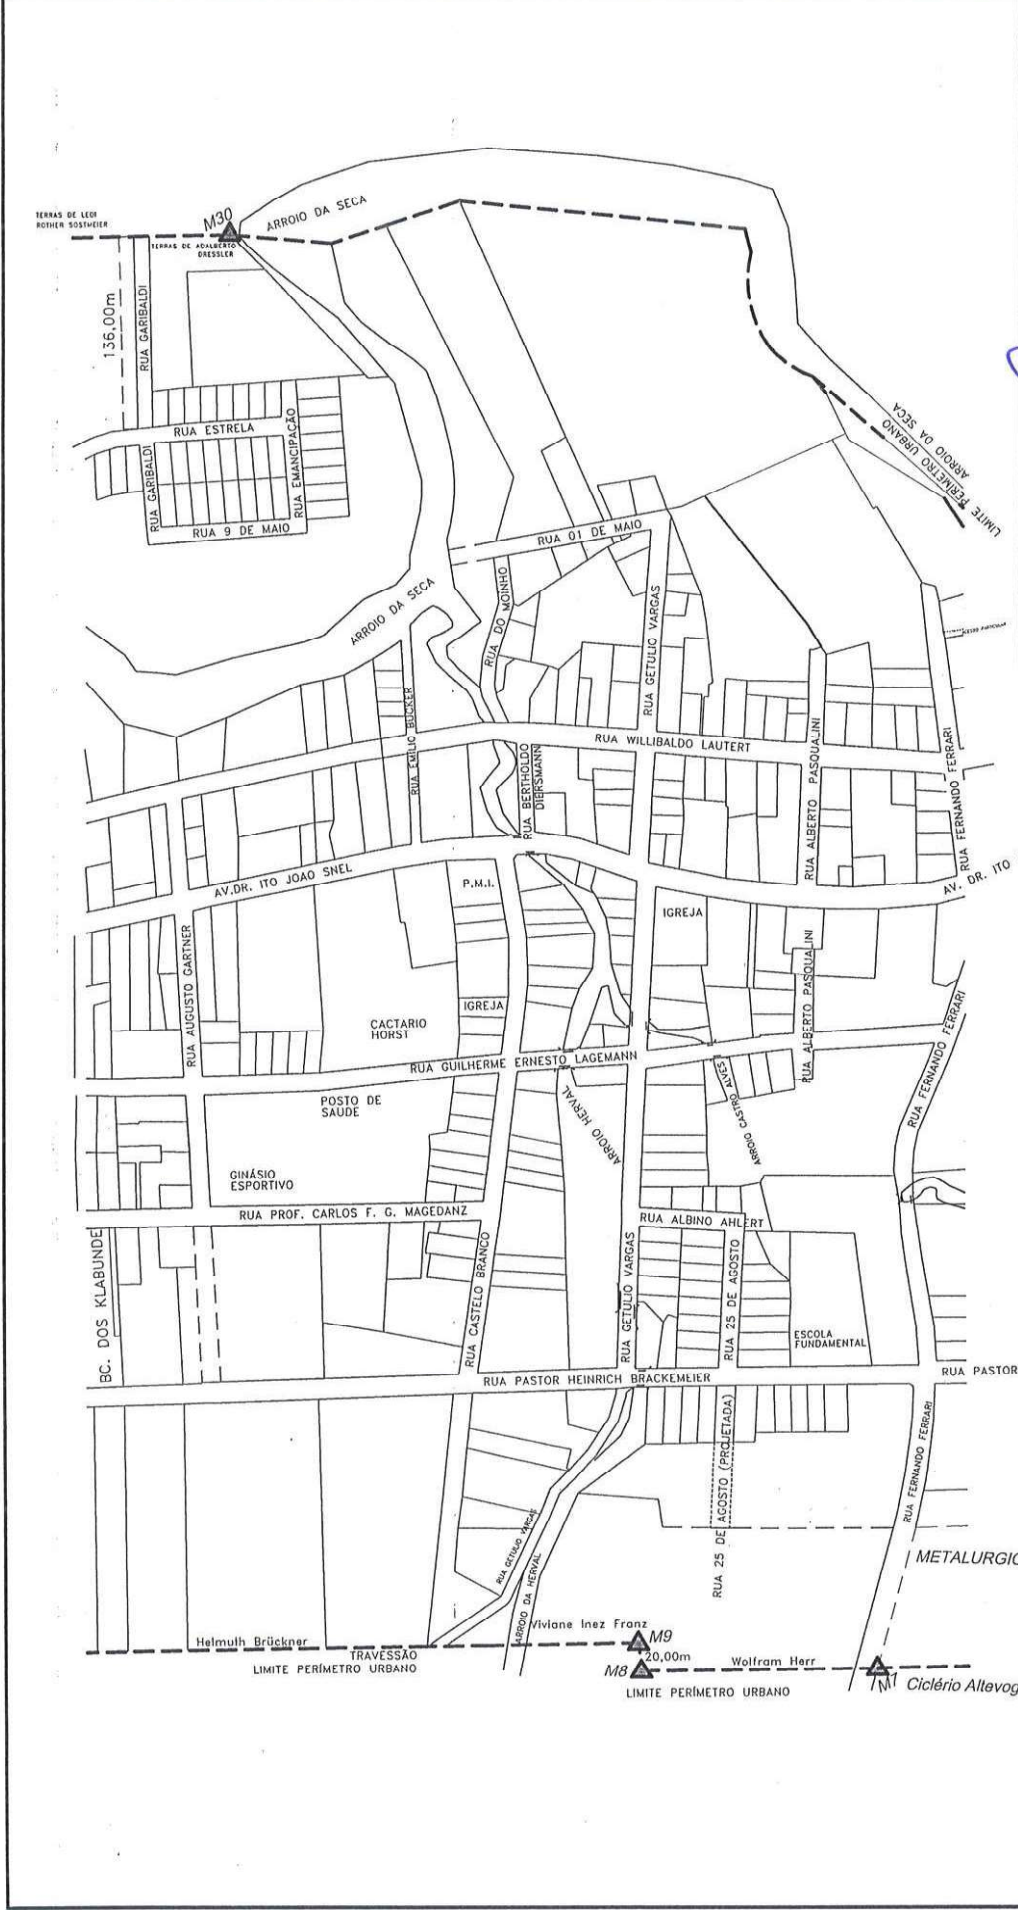 TERRAS DE LEDI
ROTHER SOSTMEIER
M30
ARROIO DA SECA
TERRAS DE ADALBERTO
DRESSLER
136,00m
RUA GARIBALDI
RUA ESTRELA
RUA EMANCIPAÇÃO
RUA GARIBALDI
RUA 9 DE MAIO
ARROIO DA SECA
LIMITE PERÍMETRO URBANO
RUA 01 DE MAIO
ARROIO DA SECA
RUA DO MOINHO
RUA GETULIO VARGAS
RUA EMILIO BUCKER
RUA WILLIBALDO LAUTERT
RUA BERTHOLDO
DIERSMANN
RUA ALBERTO PASQUALINI
RUA FERNANDO FERRARI
AV.DR. ITO JOAO SNEL
P.M.I.
AV. DR. ITO
IGREJA
RUA AUGUSTO GARTNER
IGREJA
RUA ALBERTO PASQUALINI
CACTARIO
HORST
RUA GUILHERME ERNESTO LAGEMANN
RUA FERNANDO FERRARI
POSTO DE
SAUDE
ARROIO HERVAL
ARROIO CASTRO ALVES
GINÁSIO
ESPORTIVO
RUA PROF. CARLOS F. G. MAGEDANZ
RUA ALBINO AHLERT
BC. DOS KLABUNDE
RUA CASTELO BRANCO
RUA GETULIO VARGAS
RUA 25 DE AGOSTO
ESCOLA
FUNDAMENTAL
RUA PASTOR HEINRICH BRACKEMEIER
RUA PASTOR
RUA 25 DE AGOSTO (PROJETADA)
RUA FERNANDO FERRARI
RUA GETULIO VARGAS
ARROIO DA HERVAL
METALURGIC
Helmuth Brückner
Viviane Inez Franz
M9
TRAVESSÃO
LIMITE PERÍMETRO URBANO
20,00m
M8
Wolfram Herr
M1
Ciclério Altevog
LIMITE PERÍMETRO URBANO